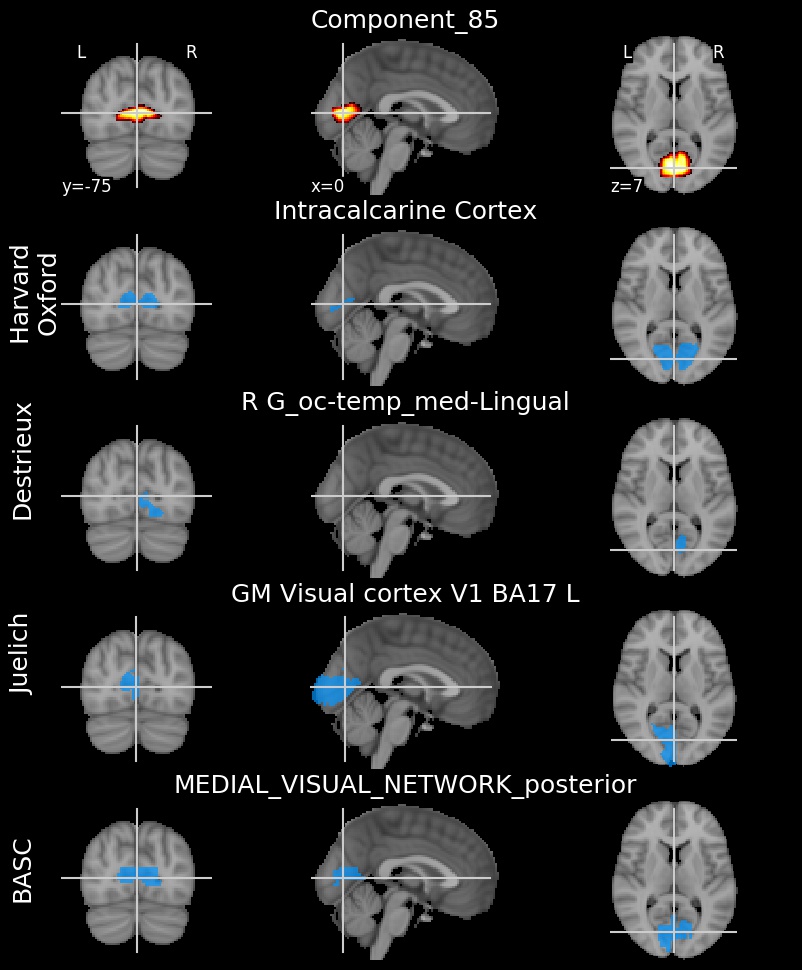 Component_85
L R
L R
y=-75
x=0
z=7
Intracalcarine Cortex
Harvard
Oxford
R G_oc-temp_med-Lingual
Destrieux
GM Visual cortex V1 BA17 L
Juelich
MEDIAL_VISUAL_NETWORK_posterior
BASC